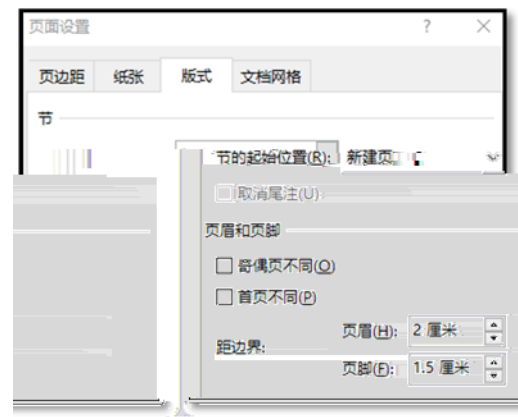 页面设置 ? ×
页边距 纸张 版式 文档网格
节
节的起始位置(R): 新建页
取消尾注(U)
页眉和页脚
奇偶页不同(O)
首页不同(P)
页眉(H): 2 厘米
距边界:
页脚(F): 1.5 厘米